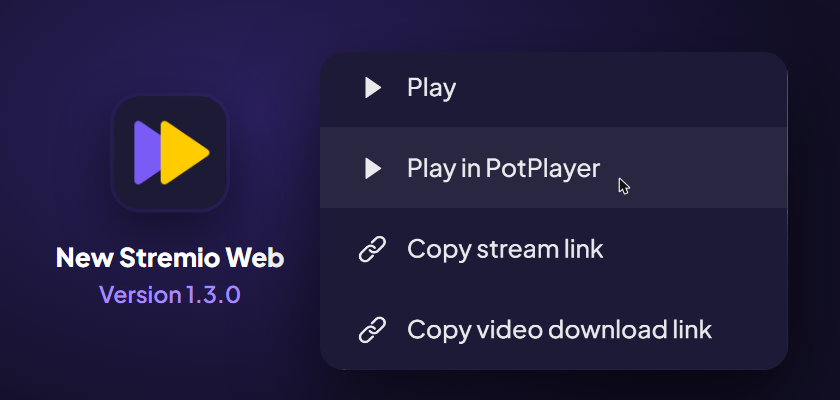 New Stremio Web
Version 1.3.0
Play
Play in PotPlayer
Copy stream link
Copy video download link